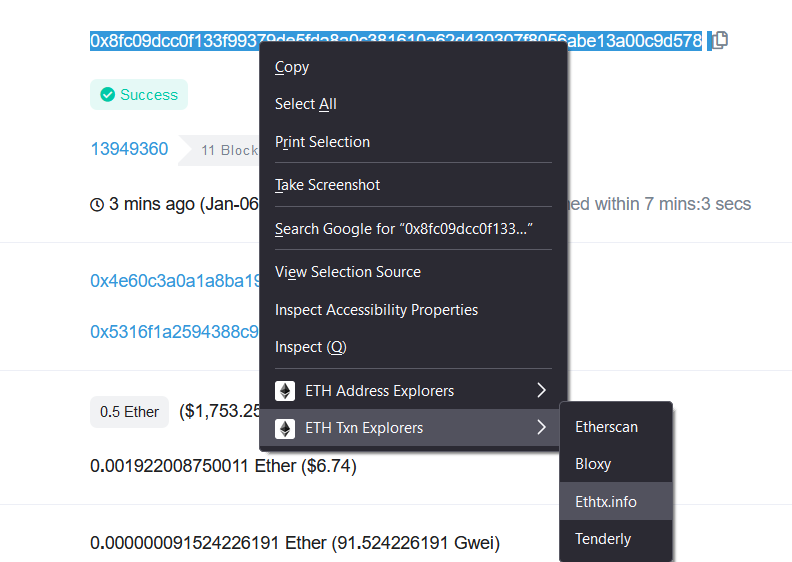 0x8fc09dcc0f133f99379de5fda8a0c381610a62d430307f8056abe13a00c9d578
Copy
Success
Select All
Print Selection
13949360
11 Block
Take Screenshot
3 mins ago (Jan-06
ed within 7 mins:3 secs
Search Google for “0x8fc09dcc0f133...”
View Selection Source
0x4e60c3a0a1a8ba19
Inspect Accessibility Properties
0x5316f1a2594388c9
Inspect (Q)
ETH Address Explorers
0.5 Ether ($1,753.25
ETH Txn Explorers
Etherscan
0.001922008750011 Ether ($6.74)
Bloxy
Ethtx.info
0.000000091524226191 Ether (91.524226191 Gwei)
Tenderly